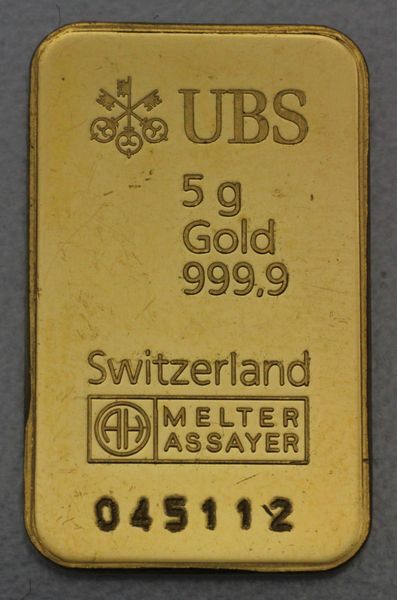 UBS
5 g
Gold
999,9
Switzerland
AH MELTER
ASSAYER
045112